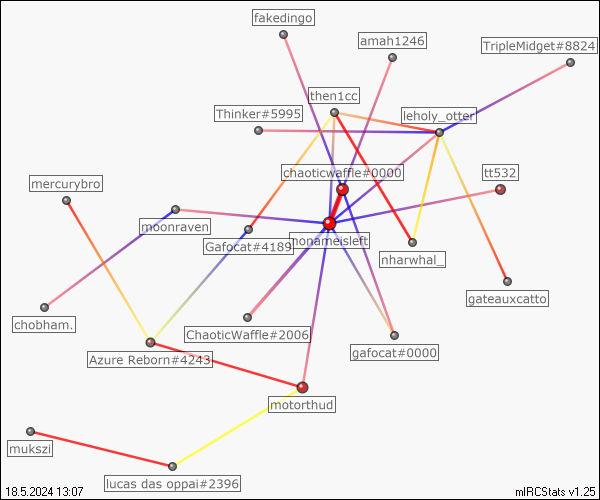 fakedingo
amah1246
TripleMidget#8824
then1cc
Thinker#5995
leholy_otter
chaoticwaffle#0000
tt532
mercurybro
moonraven
Gafocat#4189
nonameisleft
nharwhal_
gateauxcatto
chobham.
ChaoticWaffle#2006
gafocat#0000
Azure Reborn#4243
motorthud
mukszi
lucas das oppai#2396
18.5.2024 13:07
mIRCStats v1.25